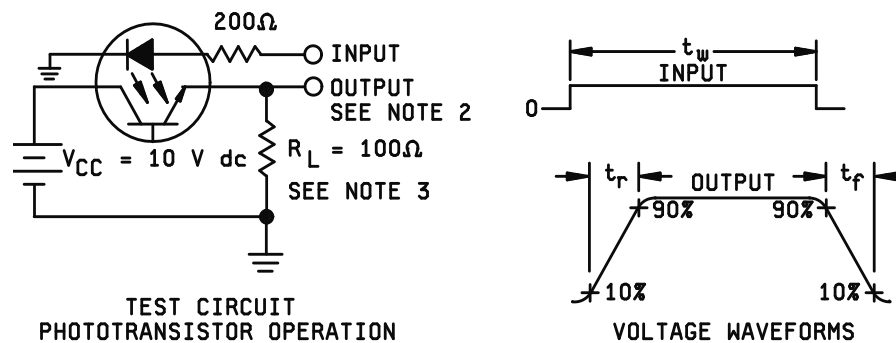 200Ω
INPUT
OUTPUT
SEE NOTE 2
V_CC = 10 V dc
R_L = 100Ω
SEE NOTE 3
TEST CIRCUIT
PHOTOTRANSISTOR OPERATION
t_w
INPUT
0
t_r
OUTPUT
t_f
90%
90%
10%
10%
VOLTAGE WAVEFORMS